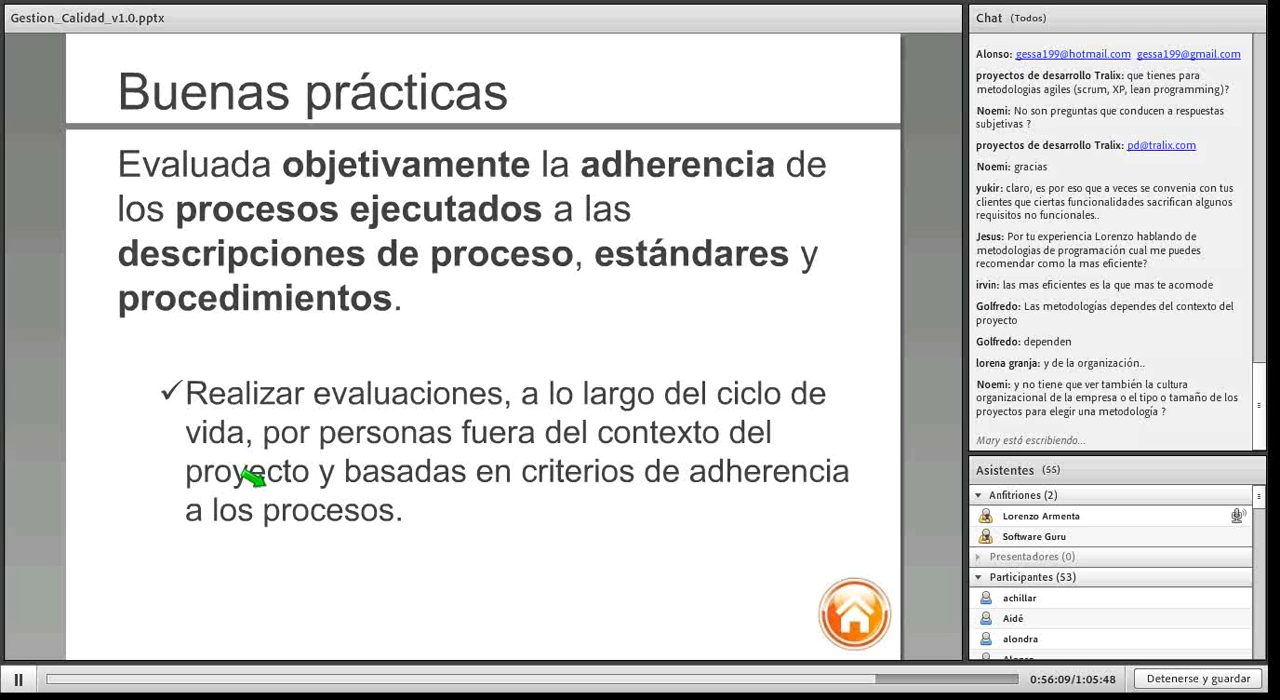 Gestion_Calidad_v1.0.pptx
Buenas prácticas
Evaluada objetivamente la adherencia de
los procesos ejecutados a las
descripciones de proceso, estándares y
procedimientos.
✓Realizar evaluaciones, a lo largo del ciclo de
vida, por personas fuera del contexto del
proyecto y basadas en criterios de adherencia
a los procesos.
Chat (Todos)
Alonso: gessa199@hotmail.com gessa199@gmail.com
proyectos de desarrollo Tralix: que tienes para
metodologias agiles (scrum, XP, lean programming)?
Noemi: No son preguntas que conducen a respuestas
subjetivas ?
proyectos de desarrollo Tralix: pd@tralix.com
Noemi: gracias
yukir: claro, es por eso que a veces se convenia con tus
clientes que ciertas funcionalidades sacrifican algunos
requisitos no funcionales..
Jesus: Por tu experiencia Lorenzo hablando de
metodologias de programación cual me puedes
recomendar como la mas eficiente?
irvin: las mas eficientes es la que mas te acomode
Golfredo: Las metodologías depends del contexto del
proyecto
Golfredo: dependen
lorena granja: y de la organización..
Noemi: y no tiene que ver también la cultura
organizacional de la empresa o el tipo o tamaño de los
proyectos para elegir una metodología ?
Mary está escribiendo...
Asistentes (55)
Anfitriones (2)
Lorenzo Armenta
Software Guru
Presentadores (0)
Participantes (53)
achillar
Aidé
alondra
0:56:09/1:05:48
Detenerse y guardar